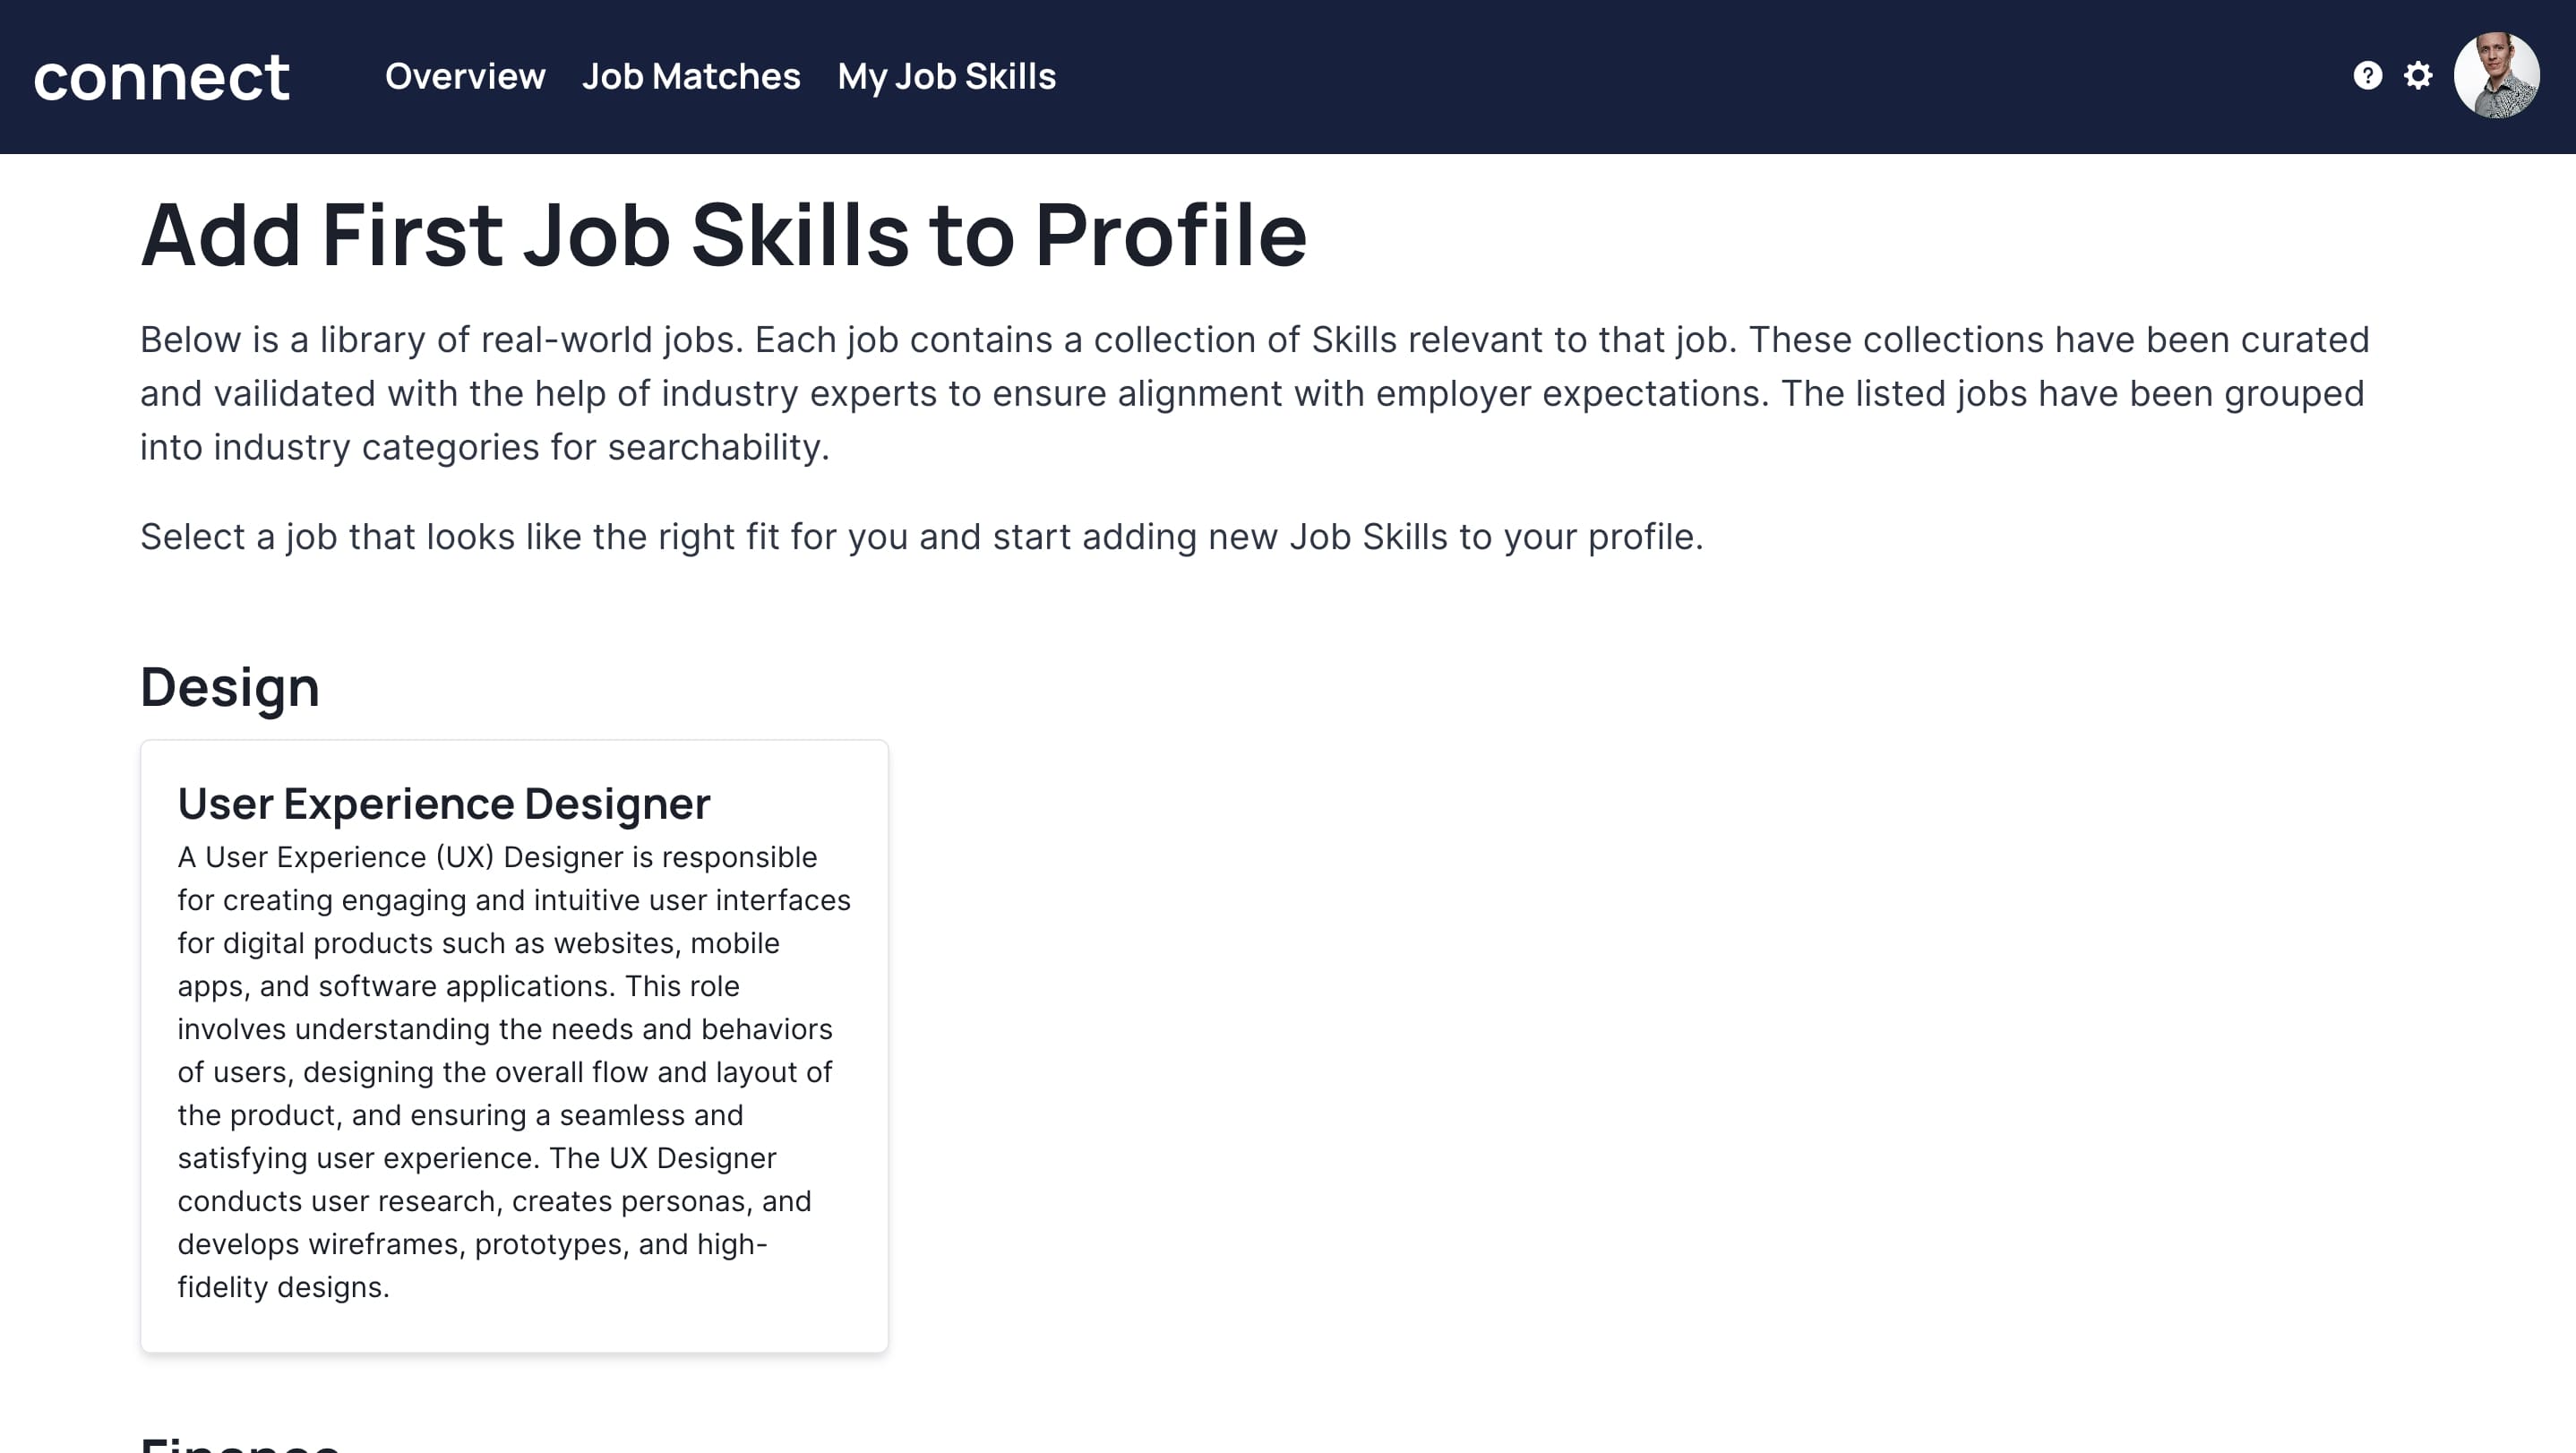 connect
Overview
Job Matches
My Job Skills
?
Add First Job Skills to Profile
Below is a library of real-world jobs. Each job contains a collection of Skills relevant to that job. These collections have been curated
and vailidated with the help of industry experts to ensure alignment with employer expectations. The listed jobs have been grouped
into industry categories for searchability.
Select a job that looks like the right fit for you and start adding new Job Skills to your profile.
Design
User Experience Designer
A User Experience (UX) Designer is responsible
for creating engaging and intuitive user interfaces
for digital products such as websites, mobile
apps, and software applications. This role
involves understanding the needs and behaviors
of users, designing the overall flow and layout of
the product, and ensuring a seamless and
satisfying user experience. The UX Designer
conducts user research, creates personas, and
develops wireframes, prototypes, and high-
fidelity designs.
Finance